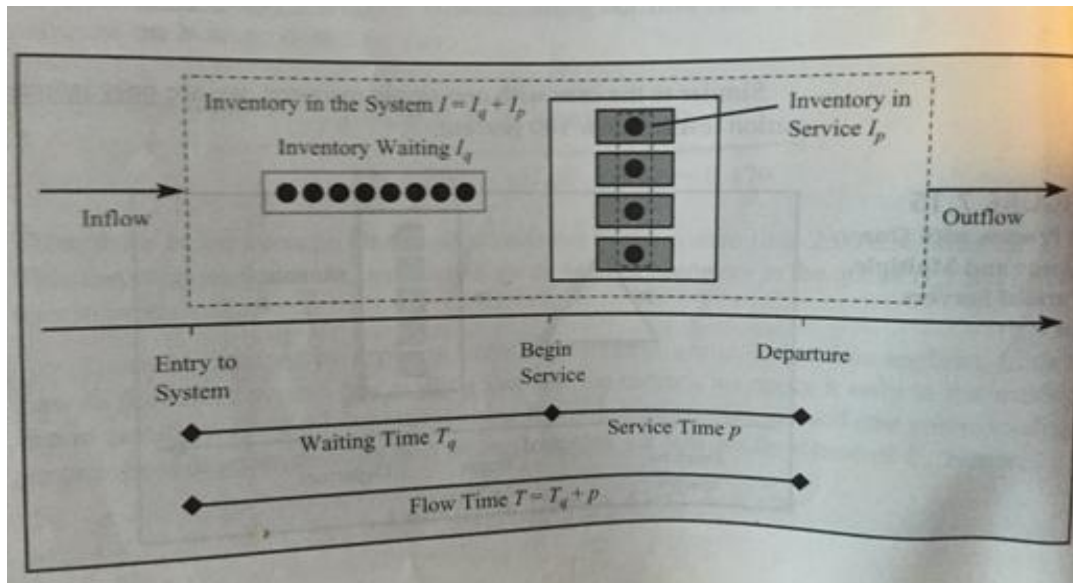 Inventory in the System I = I_q + I_p
Inventory Waiting I_q
Inventory in
Service I_p
Inflow
Outflow
Entry to
System
Begin
Service
Departure
Waiting Time T_q
Service Time p
Flow Time T = T_q + p